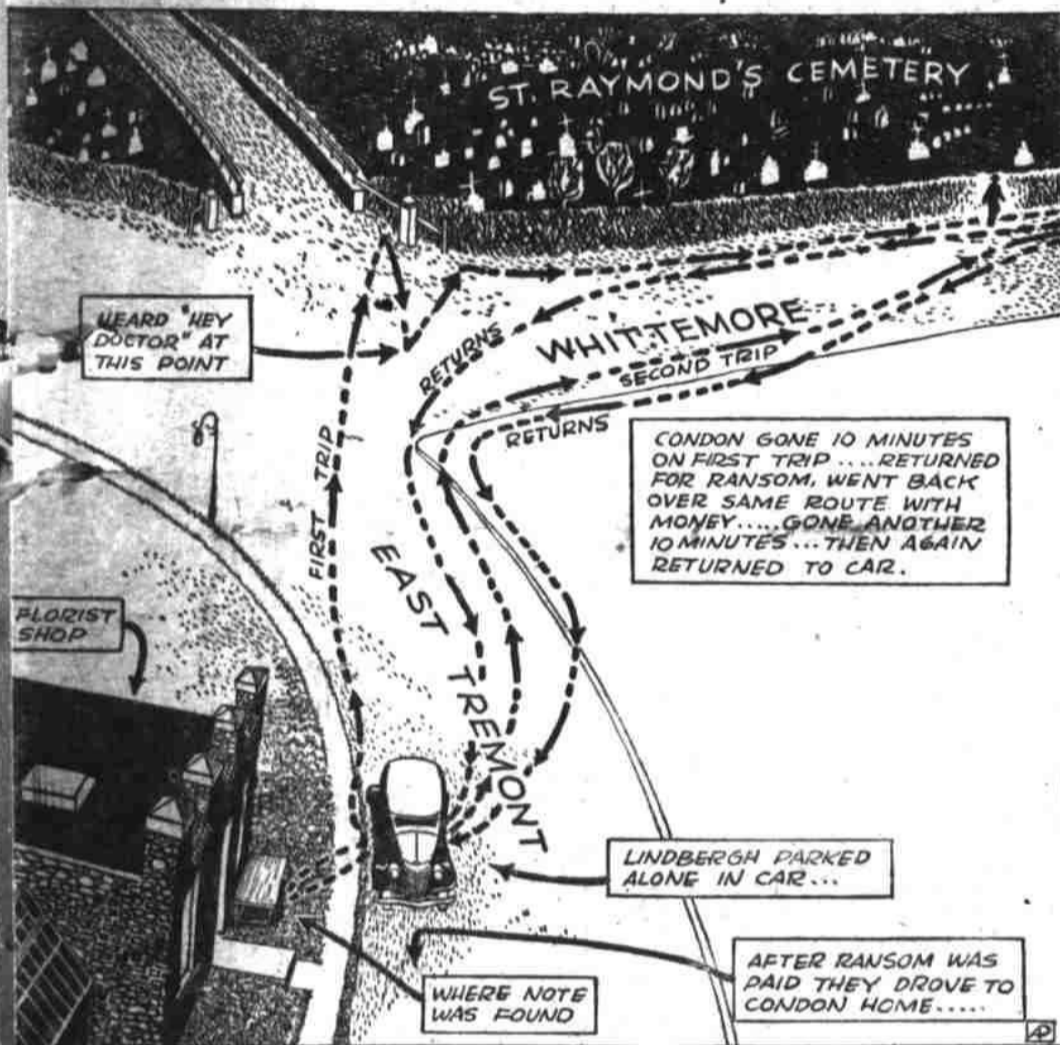 ST. RAYMOND'S CEMETERY
HEARD "HEY
DOCTOR" AT
THIS POINT
RETURNS
WHITTEMORE
SECOND TRIP
RETURNS
FIRST TRIP
CONDON GONE 10 MINUTES
ON FIRST TRIP .... RETURNED
FOR RANSOM, WENT BACK
OVER SAME ROUTE WITH
MONEY.....GONE ANOTHER
10 MINUTES...THEN AGAIN
RETURNED TO CAR.
EAST TREMONT
FLORIST
SHOP
LINDBERGH PARKED
ALONE IN CAR...
WHERE NOTE
WAS FOUND
AFTER RANSOM WAS
PAID THEY DROVE TO
CONDON HOME.....
AP